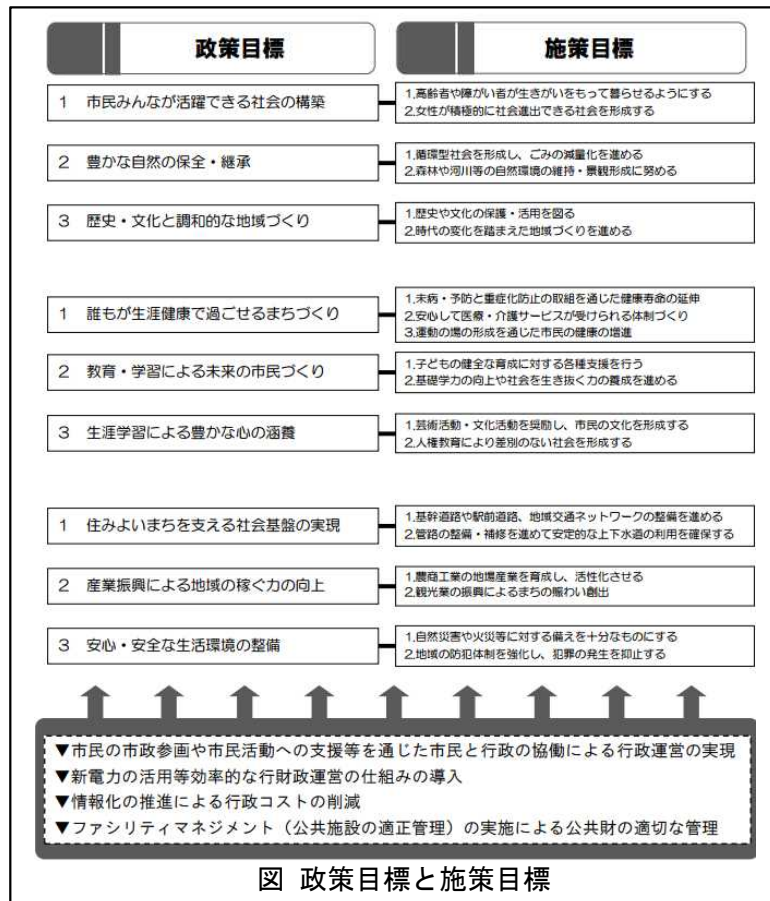 政策目標
施策目標
1 市民みんなが活躍できる社会の構築
1.高齢者や障がい者が生きがいをもって暮らせるようにする
2.女性が積極的に社会進出できる社会を形成する
2 豊かな自然の保全・継承
1.循環型社会を形成し、ごみの減量化を進める
2.森林や河川等の自然環境の維持・景観形成に努める
3 歴史・文化と調和的な地域づくり
1.歴史や文化の保護・活用を図る
2.時代の変化を踏まえた地域づくりを進める
1 誰もが生涯健康で過ごせるまちづくり
1.未病・予防と重症化防止の取組を通じた健康寿命の延伸
2.安心して医療・介護サービスが受けられる体制づくり
3.運動の場の形成を通じた市民の健康の増進
2 教育・学習による未来の市民づくり
1.子どもの健全な育成に対する各種支援を行う
2.基礎学力の向上や社会を生き抜く力の養成を進める
3 生涯学習による豊かな心の涵養
1.芸術活動・文化活動を奨励し、市民の文化を形成する
2.人権教育により差別のない社会を形成する
1 住みよいまちを支える社会基盤の実現
1.基幹道路や駅前道路、地域交通ネットワークの整備を進める
2.管路の整備・補修を進めて安定的な上下水道の利用を確保する
2 産業振興による地域の稼ぐ力の向上
1.農商工業の地場産業を育成し、活性化させる
2.観光業の振興によるまちの賑わい創出
3 安心・安全な生活環境の整備
1.自然災害や火災等に対する備えを十分なものにする
2.地域の防犯体制を強化し、犯罪の発生を抑止する
▼市民の市政参画や市民活動への支援等を通じた市民と行政の協働による行政運営の実現
▼新電力の活用等効率的な行財政運営の仕組みの導入
▼情報化の推進による行政コストの削減
▼ファシリティマネジメント（公共施設の適正管理）の実施による公共財の適切な管理
図 政策目標と施策目標